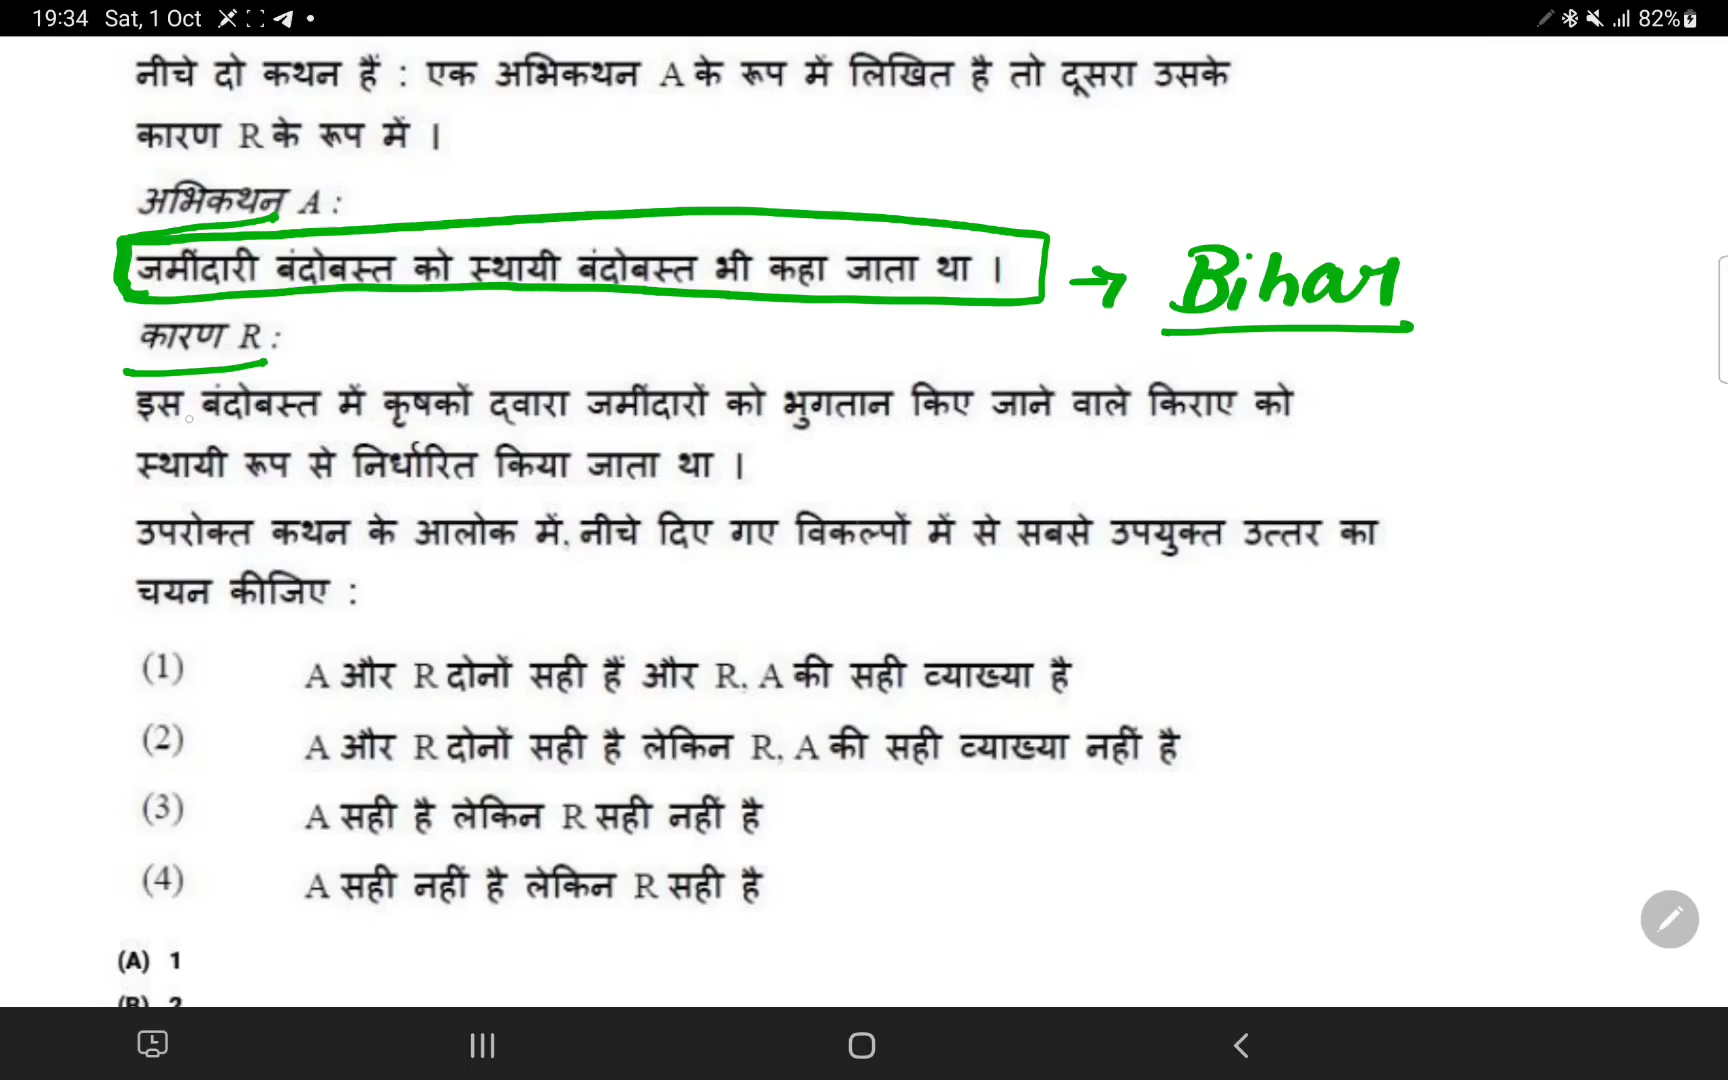 19:34 Sat, 1 Oct 82%
नीचे दो कथन हैं : एक अभिकथन A के रूप में लिखित है तो दूसरा उसके
कारण R के रूप में ।
अभिकथन A :
जमींदारी बंदोबस्त को स्थायी बंदोबस्त भी कहा जाता था । → Bihar
कारण R :
इस बंदोबस्त में कृषकों द्वारा जमींदारों को भुगतान किए जाने वाले किराए को
स्थायी रूप से निर्धारित किया जाता था ।
उपरोक्त कथन के आलोक में, नीचे दिए गए विकल्पों में से सबसे उपयुक्त उत्तर का
चयन कीजिए :
(1) A और R दोनों सही हैं और R, A की सही व्याख्या है
(2) A और R दोनों सही है लेकिन R, A की सही व्याख्या नहीं है
(3) A सही है लेकिन R सही नहीं है
(4) A सही नहीं है लेकिन R सही है
(A) 1
(B) 2